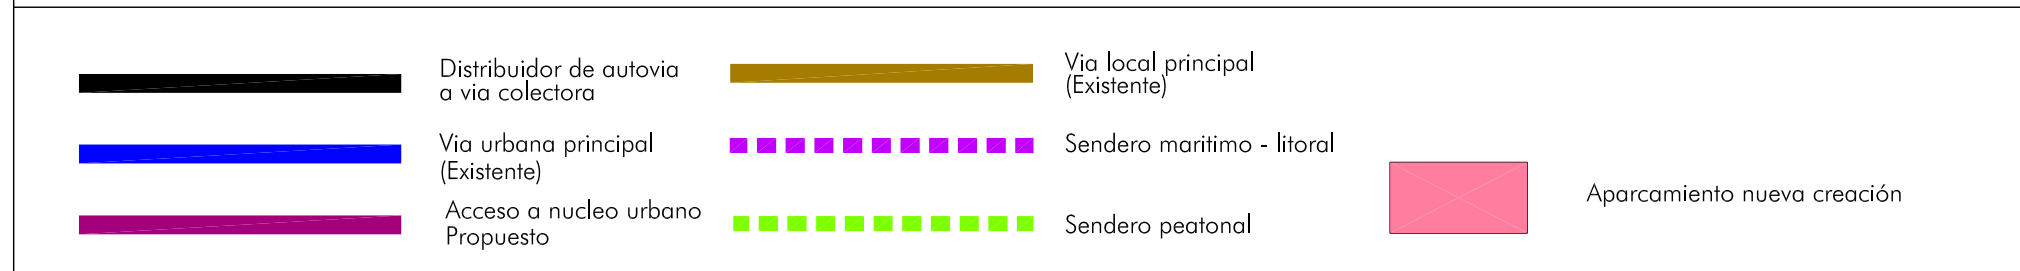 Distribuidor de autovia
a via colectora
Via urbana principal
(Existente)
Acceso a nucleo urbano
Propuesto
Via local principal
(Existente)
Sendero maritimo - litoral
Sendero peatonal
Aparcamiento nueva creación